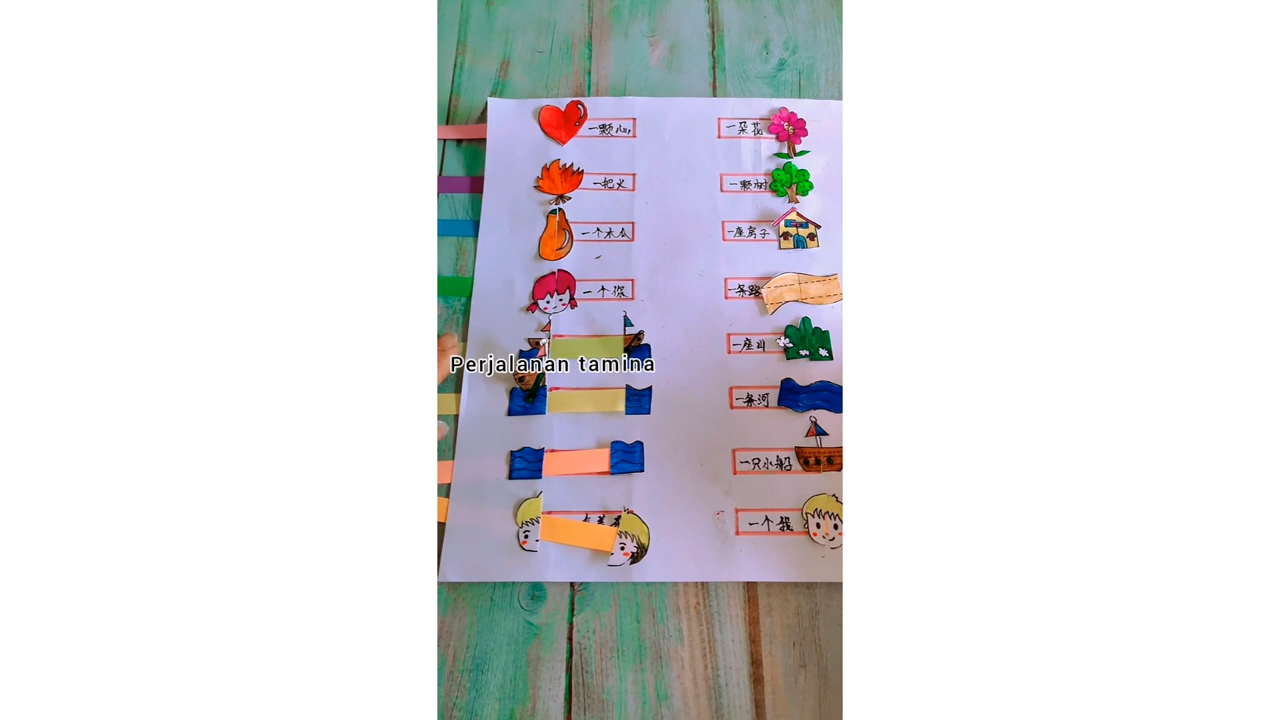 一颗心
一朵花
一把火
一颗树
一个木瓜
一座房子
一个你
一条路
一座山
Perjalanan tamina
一条河
一只小船
一个我